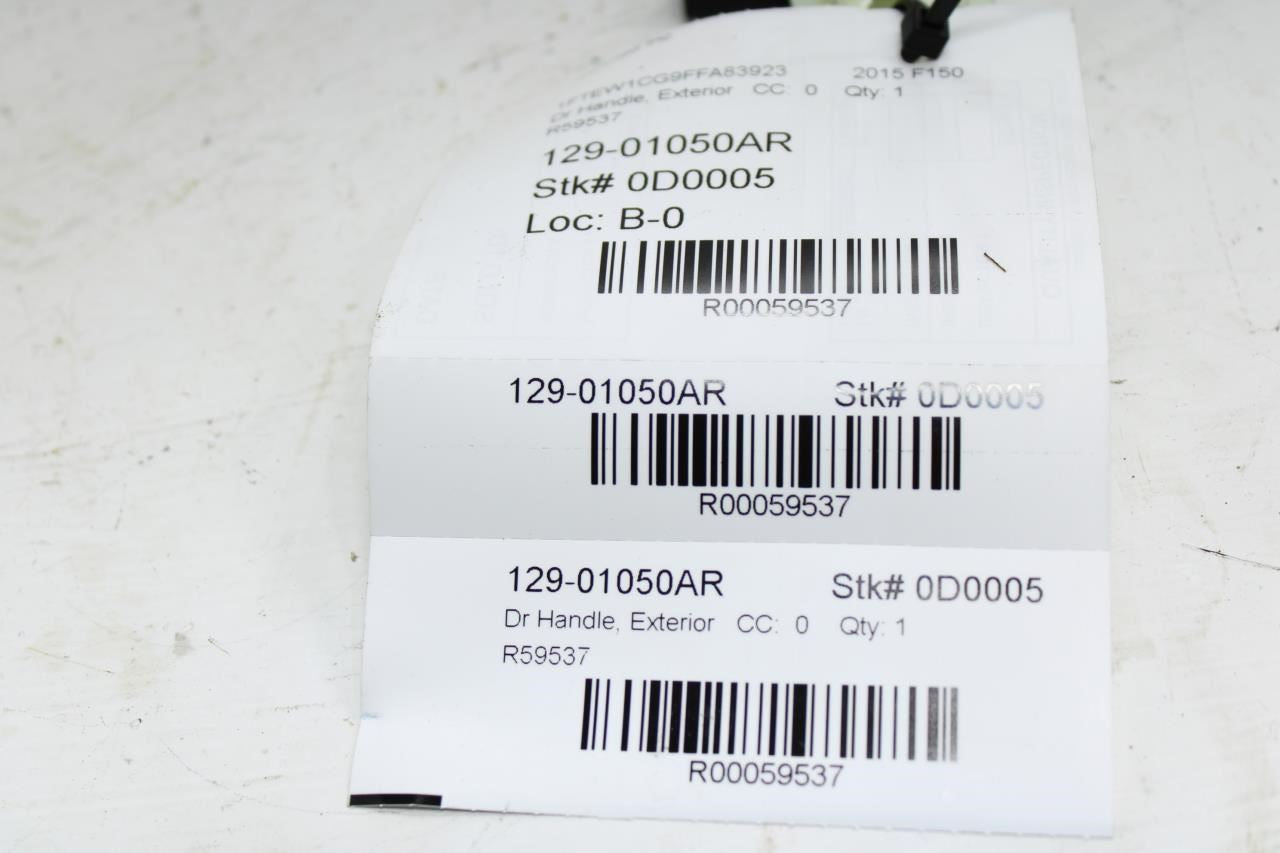 1FTEW1CG9FFA83923 2015 F150
Dr Handle, Exterior CC: 0 Qty: 1
R59537
129-01050AR
Stk# 0D0005
Loc: B-0
R00059537
129-01050AR Stk# 0D0005
R00059537
129-01050AR Stk# 0D0005
Dr Handle, Exterior CC: 0 Qty: 1
R59537
R00059537